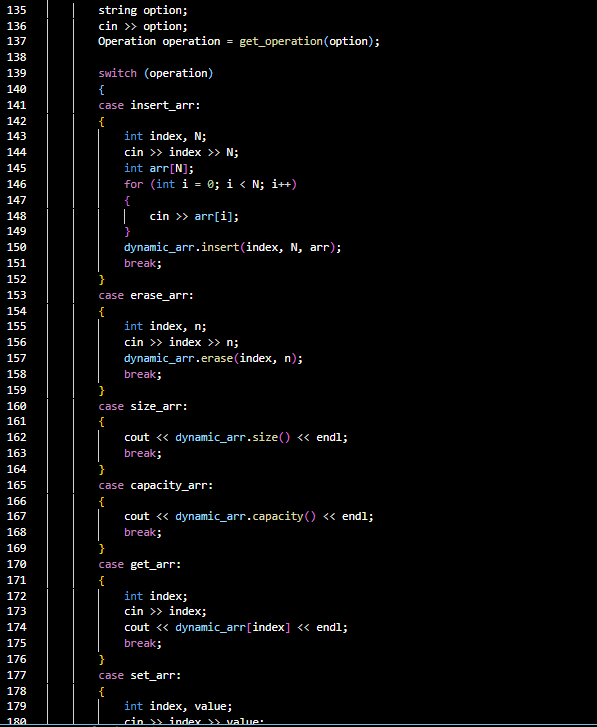 135 string option;
136 cin >> option;
137 Operation operation = get_operation(option);
138
139 switch (operation)
140 {
141 case insert_arr:
142 {
143 int index, N;
144 cin >> index >> N;
145 int arr[N];
146 for (int i = 0; i < N; i++)
147 {
148 cin >> arr[i];
149 }
150 dynamic_arr.insert(index, N, arr);
151 break;
152 }
153 case erase_arr:
154 {
155 int index, n;
156 cin >> index >> n;
157 dynamic_arr.erase(index, n);
158 break;
159 }
160 case size_arr:
161 {
162 cout << dynamic_arr.size() << endl;
163 break;
164 }
165 case capacity_arr:
166 {
167 cout << dynamic_arr.capacity() << endl;
168 break;
169 }
170 case get_arr:
171 {
172 int index;
173 cin >> index;
174 cout << dynamic_arr[index] << endl;
175 break;
176 }
177 case set_arr:
178 {
179 int index, value;
180 cin >> index >> value;